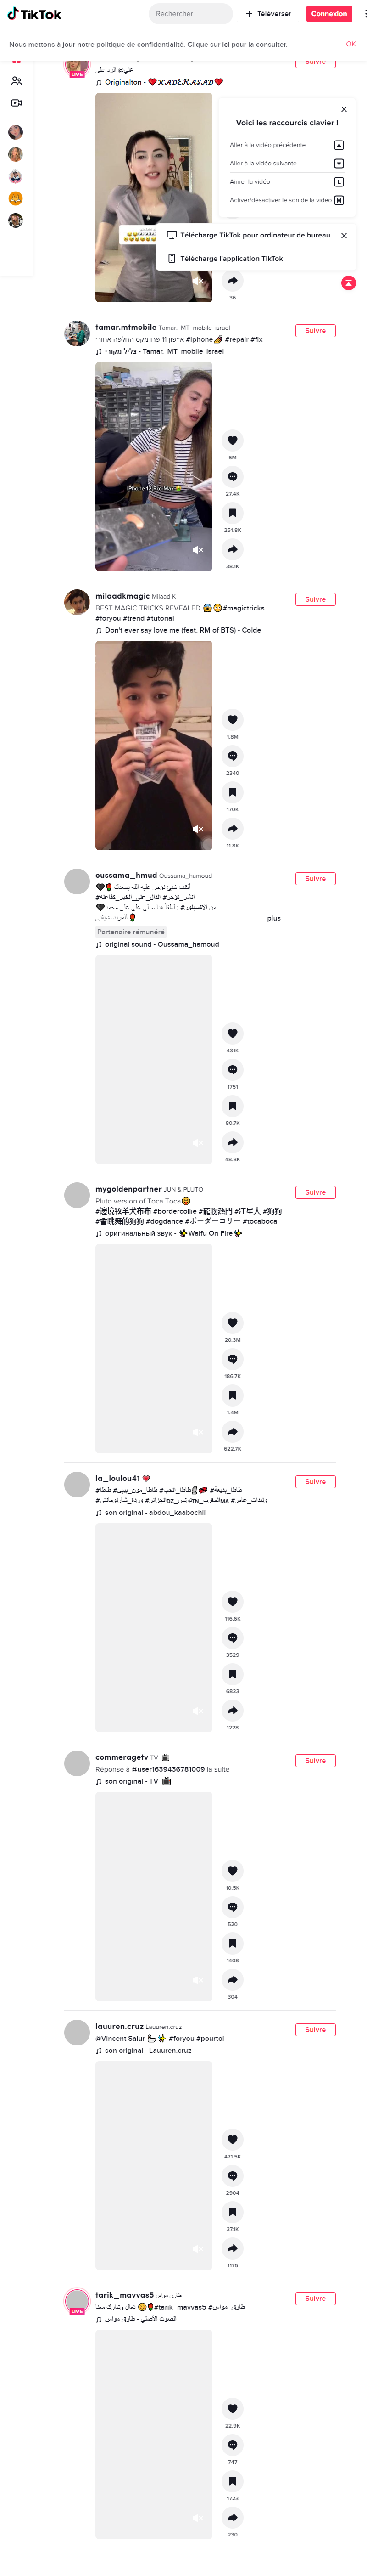 TikTok
Rechercher
Téléverser
Connexion
Nous mettons à jour notre politique de confidentialité. Clique sur ici pour la consulter.
OK
Suivre
LIVE
الرد على @علي
Originalton - 
Voici les raccourcis clavier !
Aller à la vidéo précédente
Aller à la vidéo suivante
Aimer la vidéo
L
Activer/désactiver le son de la vidéo
M
Télécharge TikTok pour ordinateur de bureau
Télécharge l'application TikTok
36
tamar.mtmobile Tamar. MT mobile israel
Suivre
אייפון 11 פרו מקס החלפה אחורי #iphone💅 #repair #fix
צליל מקורי - Tamar. MT mobile israel
IPhone 12 Pro Max
5M
27.4K
251.8K
38.1K
milaadkmagic Milaad K
Suivre
BEST MAGIC TRICKS REVEALED 😱😳#magictricks
#foryou #trend #tutorial
Don't ever say love me (feat. RM of BTS) - Colde
1.8M
2340
170K
11.8K
oussama_hmud Oussama_hamoud
Suivre
plus
Partenaire rémunéré
original sound - Oussama_hamoud
431K
1751
80.7K
48.8K
mygoldenpartner JUN & PLUTO
Suivre
Pluto version of Toca Toca😆
#邊境牧羊犬布布 #bordercollie #寵物熱門 #汪星人 #狗狗
#會跳舞的狗狗 #dogdance #ボーダーコリー #tocaboca
оригинальный звук - Waifu On Fire
20.3M
186.7K
1.4M
622.7K
la_loulou41
Suivre
son original - abdou_kaabochii
116.6K
3529
6823
1228
commeragetv TV
Suivre
Réponse à @user1639436781009 la suite
son original - TV
10.5K
520
1408
304
lauuren.cruz Lauuren.cruz
Suivre
@Vincent Salur #foryou #pourtoi
son original - Lauuren.cruz
471.5K
2904
37.1K
1175
tarik_mavvas5 طارق مواس
Suivre
LIVE
تعال وشارك معنا 😊🌹#tarik_mavvas5 #طارق_مواس
الصوت الأصلي - طارق مواس
22.9K
747
1723
230